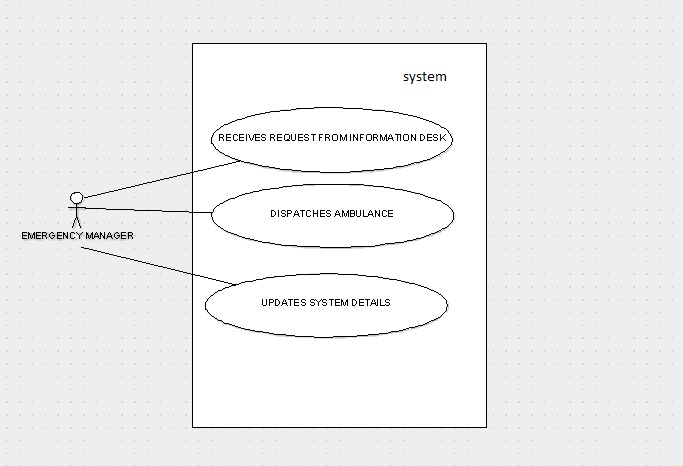 system
RECEIVES REQUEST FROM INFORMATION DESK
DISPATCHES AMBULANCE
EMERGENCY MANAGER
UPDATES SYSTEM DETAILS